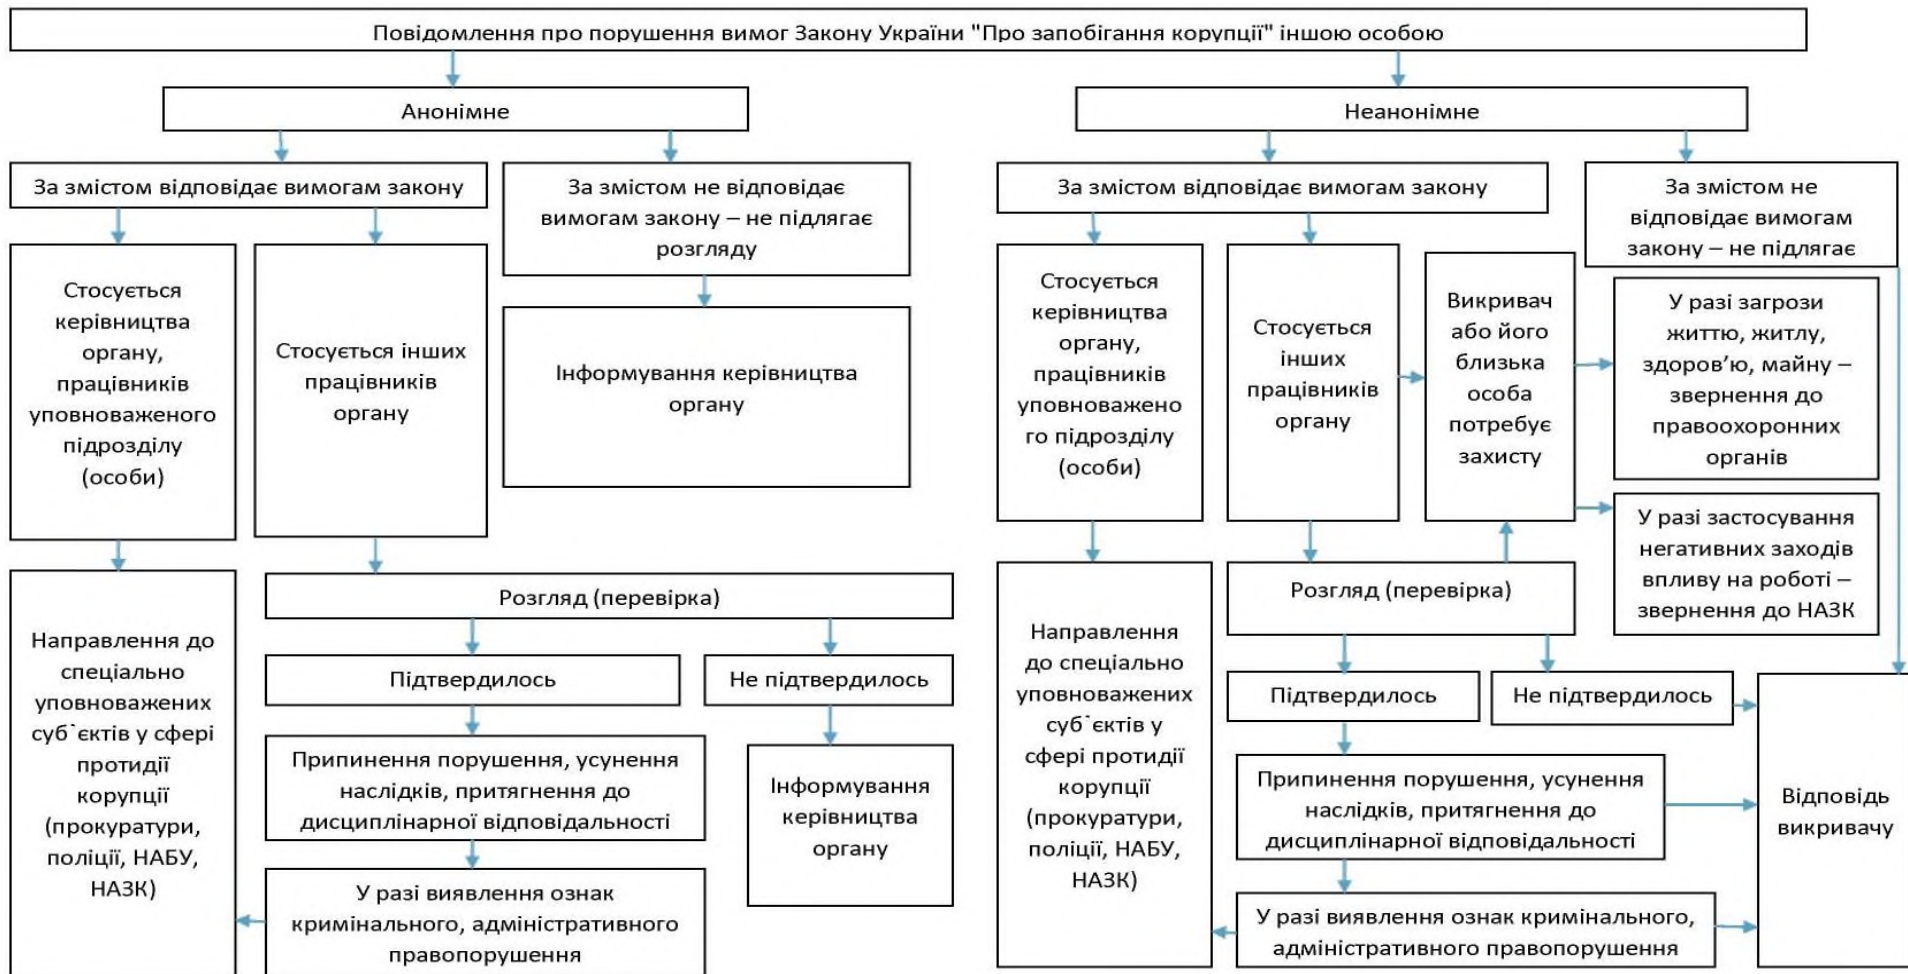 Повідомлення про порушення вимог Закону України "Про запобігання корупції" іншою особою
Анонімне
Неанонімне
За змістом відповідає вимогам закону
За змістом не відповідає
вимогам закону – не підлягає
розгляду
За змістом відповідає вимогам закону
За змістом не
відповідає вимогам
закону – не підлягає
Стосується
керівництва
органу,
працівників
уповноваженого
підрозділу
(особи)
Стосується інших
працівників
органу
Інформування керівництва
органу
Стосується
керівництва
органу,
працівників
уповноважено
го підрозділу
(особи)
Стосується
інших
працівників
органу
Викривач
або його
близька
особа
потребує
захисту
У разі загрози
життю, житлу,
здоров’ю, майну –
звернення до
правоохоронних
органів
У разі застосування
негативних заходів
впливу на роботі –
звернення до НАЗК
Направлення до
спеціально
уповноважених
суб`єктів у сфері
протидії
корупції
(прокуратури,
поліції, НАБУ,
НАЗК)
Розгляд (перевірка)
Підтвердилось
Не підтвердилось
Припинення порушення, усунення
наслідків, притягнення до
дисциплінарної відповідальності
Інформування
керівництва
органу
У разі виявлення ознак
кримінального, адміністративного
правопорушення
Направлення
до спеціально
уповноважених
суб`єктів у
сфері протидії
корупції
(прокуратури,
поліції, НАБУ,
НАЗК)
Розгляд (перевірка)
Підтвердилось
Не підтвердилось
Припинення порушення, усунення
наслідків, притягнення до
дисциплінарної відповідальності
У разі виявлення ознак кримінального,
адміністративного правопорушення
Відповідь
викривачу